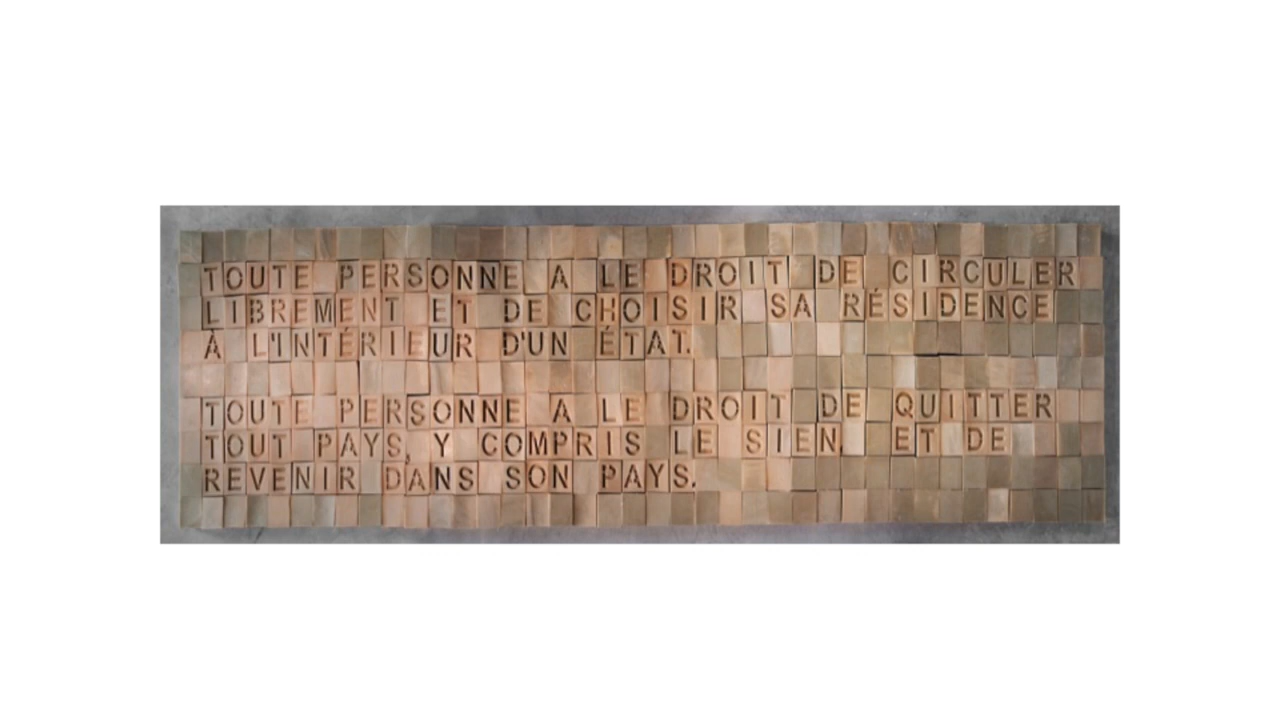 TOUTE PERSONNE A LE DROIT DE CIRCULER
LIBREMENT ET DE CHOISIR SA RÉSIDENCE
À L'INTÉRIEUR D'UN ÉTAT.
TOUTE PERSONNE A LE DROIT DE QUITTER
TOUT PAYS, Y COMPRIS LE SIEN, ET DE
REVENIR DANS SON PAYS.